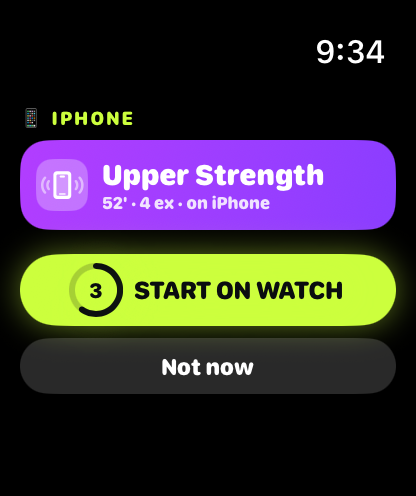 9:34
IPHONE
Upper Strength
52' · 4 ex · on iPhone
3 START ON WATCH
Not now